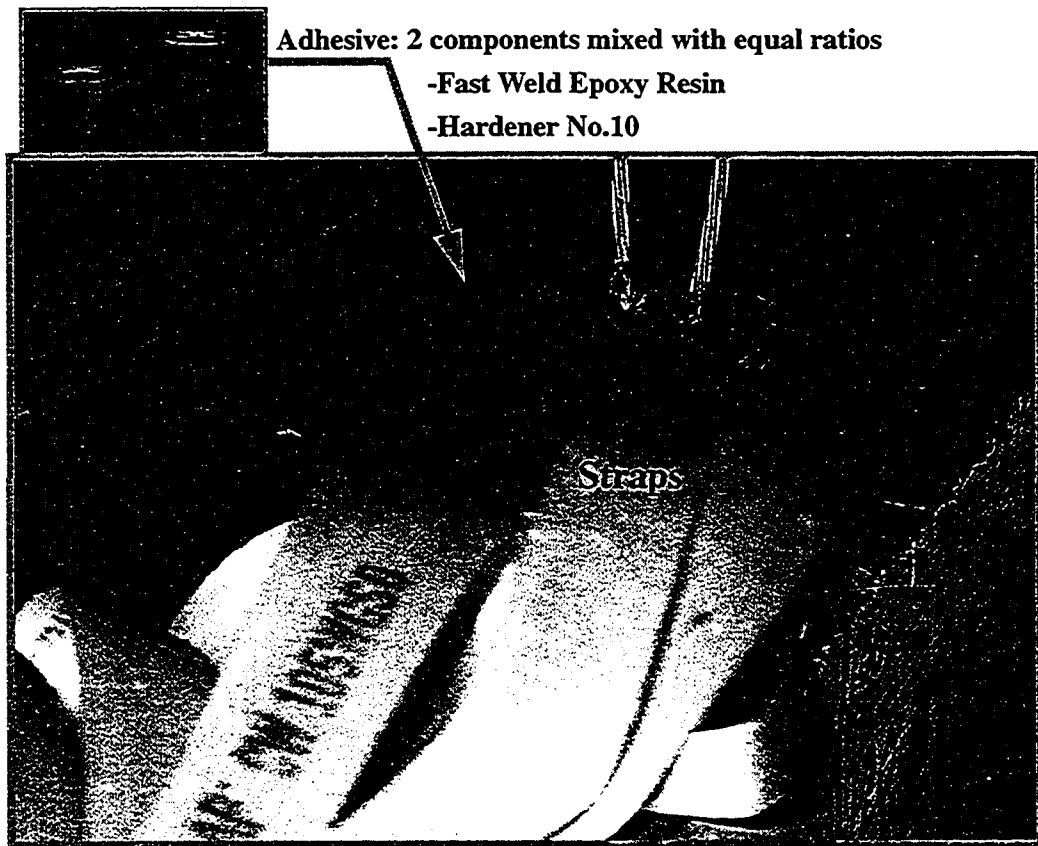 Adhesive: 2 components mixed with equal ratios
-Fast Weld Epoxy Resin
-Hardener No.10
Straps